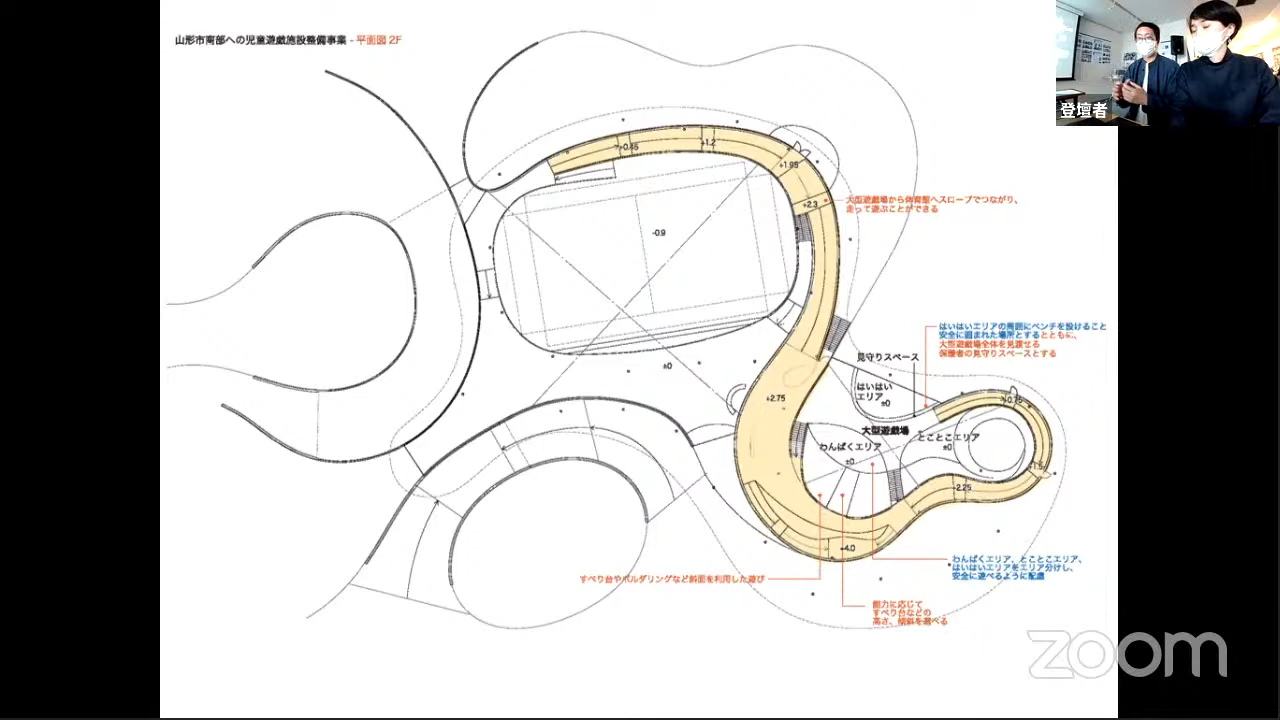 山形市南部への児童遊戯施設整備事業 - 平面図 2F
登壇者
+0.45
+1.2
+1.95
+2.3
大型遊戯場から体育館へスロープでつながり、
走って遊ぶことができる
-0.9
はいはいエリアの周囲にベンチを設けること
安全に囲まれた場所とするとともに、
大型遊戯場全体を見渡せる
保護者の見守りスペースとする
見守りスペース
±0
はいはい
エリア
±0
+2.75
+0.75
大型遊戯場
わんぱくエリア
±0
とことこエリア
±0
+1.5
+2.25
+4.0
わんぱくエリア、とことこエリア、
はいはいエリアをエリア分けし、
安全に遊べるように配慮
すべり台やボルダリングなど斜面を利用した遊び
能力に応じて
すべり台などの
高さ、傾斜を選べる
zoom